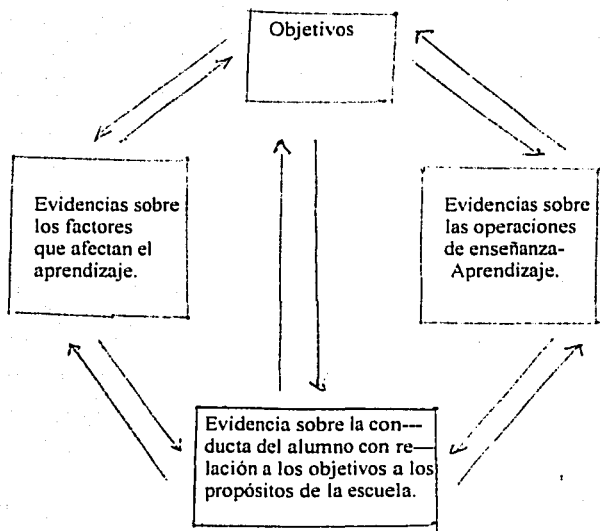 Objetivos
Evidencias sobre
los factores
que afectan el
aprendizaje.
Evidencias sobre
las operaciones
de enseñanza-
Aprendizaje.
Evidencia sobre la con---
ducta del alumno con re—
lación a los objetivos a los
propósitos de la escuela.